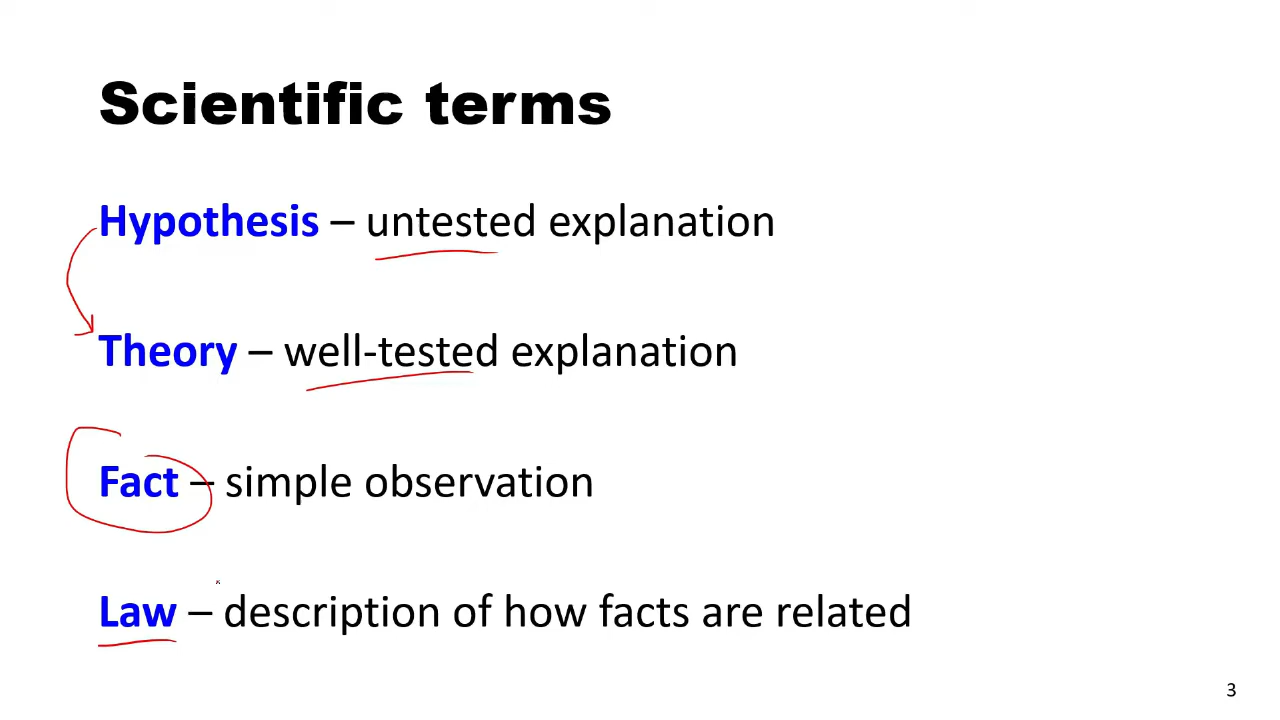 Scientific terms
Hypothesis – untested explanation
Theory – well-tested explanation
Fact – simple observation
Law – description of how facts are related
3